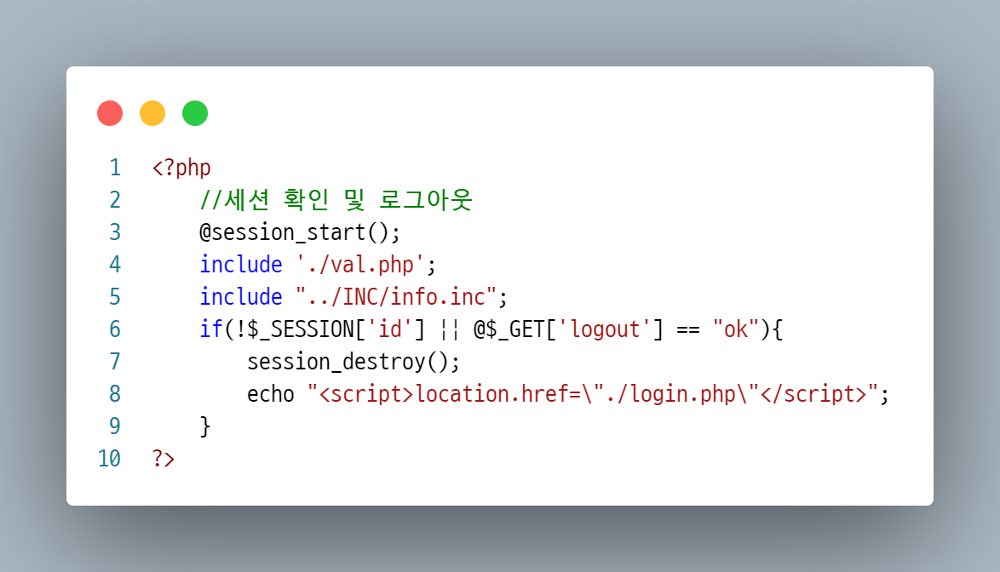 1 <?php
2 //세션 확인 및 로그아웃
3 @session_start();
4 include './val.php';
5 include "../INC/info.inc";
6 if(!$_SESSION['id'] || @$_GET['logout'] == "ok"){
7 session_destroy();
8 echo "<script>location.href=\"./login.php\"</script>";
9 }
10 ?>